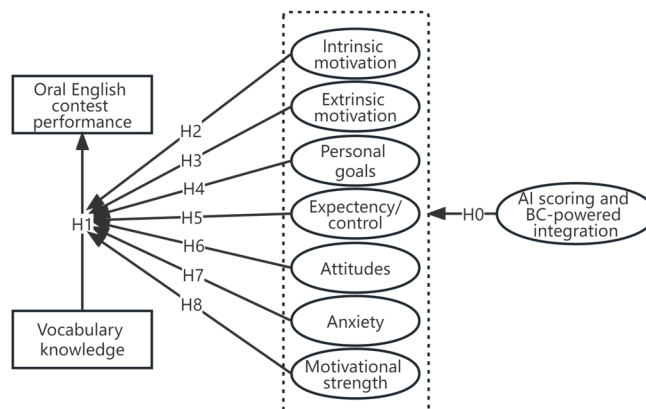 Oral English
contest
performance
H1
Vocabulary
knowledge
H2
H3
H4
H5
H6
H7
H8
Intrinsic
motivation
Extrinsic
motivation
Personal
goals
Expectency/
control
Attitudes
Anxiety
Motivational
strength
H0
AI scoring and
BC-powered
integration